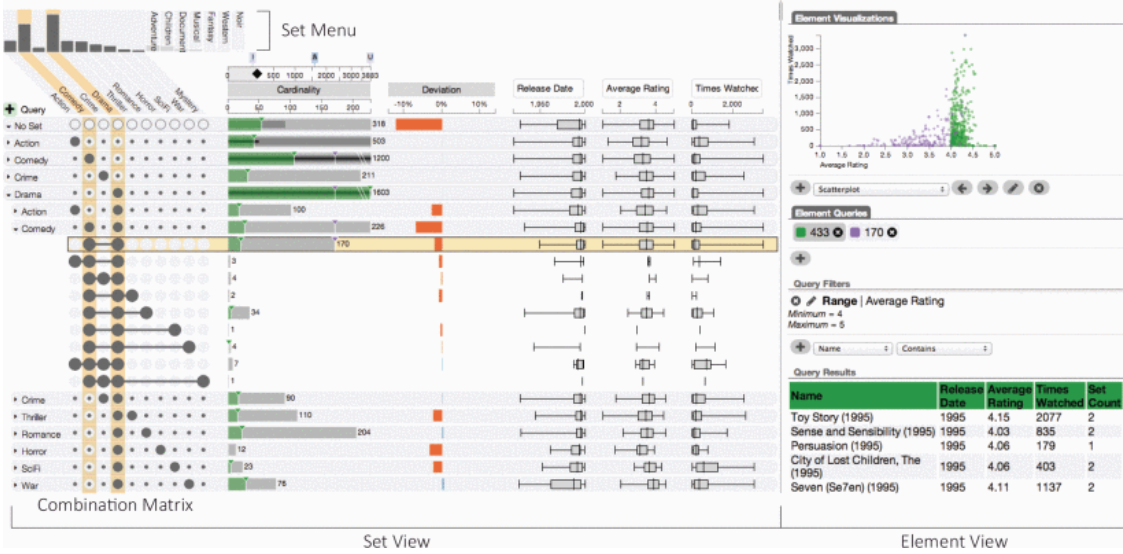 Adventure
Children
Document
Musical
Fantasy
Western
Noir
Set Menu
Action
Comedy
Crime
Drama
Thriller
Romance
Horror
SciFi
War
Mystery
0 500 1000 2000 3000 3883
Cardinality
0 50 100 150 200
Deviation
-10% 0 10%
Release Date
1,950 2,000
Average Rating
2 4
Times Watched
0 2,000
Query
No Set 318
Action 503
Comedy 1200
Crime 211
Drama 1603
Action 100
Comedy 226
170
3
4
2
34
1
4
7
1
Crime 90
Thriller 110
Romance 204
Horror 12
SciFi 23
War 76
Combination Matrix
Set View
Element Visualizations
Times Watched
3,500
3,000
2,500
2,000
1,500
1,000
500
0
1.0 1.5 2.0 2.5 3.0 3.5 4.0 4.5 5.0
Average Rating
Scatterplot
Element Queries
433 170
Query Filters
Range | Average Rating
Minimum = 4
Maximum = 5
Name Contains
Query Results
Name Release Date Average Rating Times Watched Set Count
Toy Story (1995) 1995 4.15 2077 2
Sense and Sensibility (1995) 1995 4.03 835 2
Persuasion (1995) 1995 4.06 179 1
City of Lost Children, The (1995) 1995 4.06 403 2
Seven (Se7en) (1995) 1995 4.11 1137 2
Element View